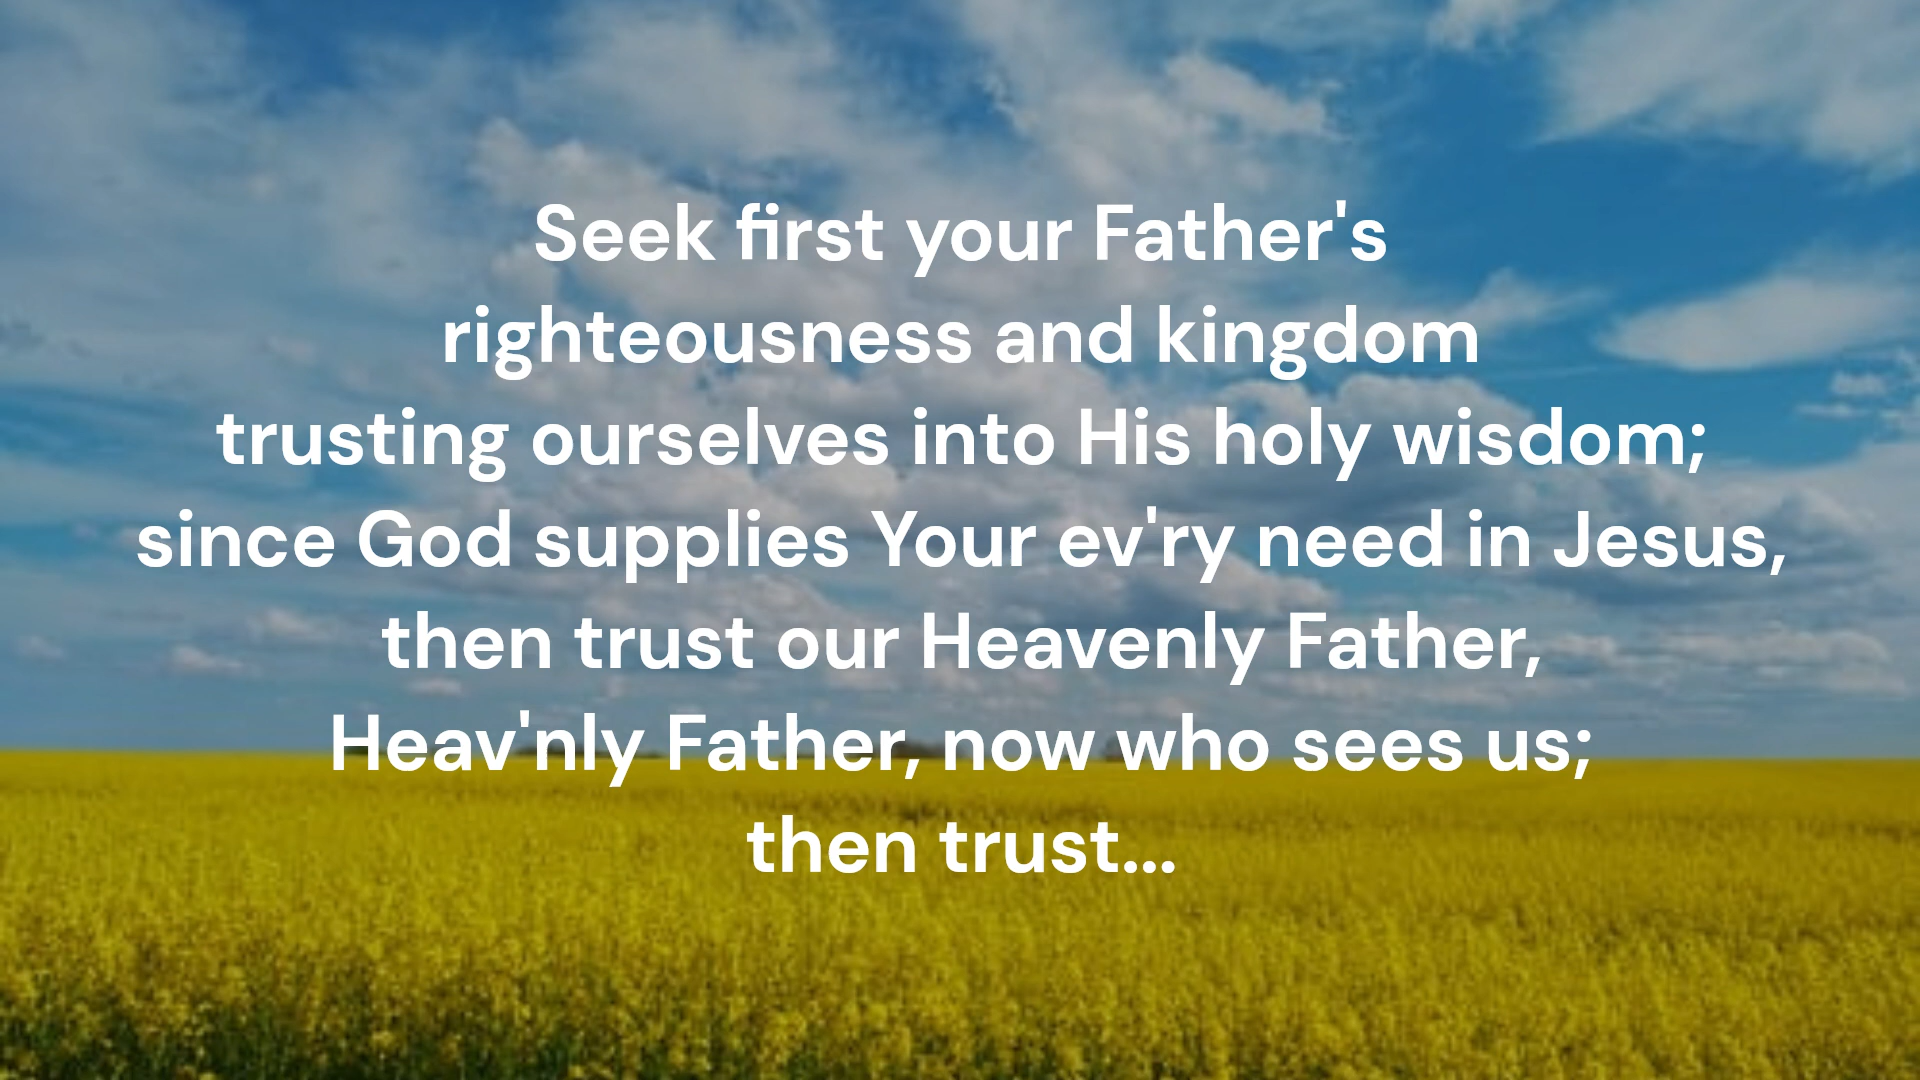 Seek first your Father's
righteousness and kingdom
trusting ourselves into His holy wisdom;
since God supplies Your ev'ry need in Jesus,
then trust our Heavenly Father,
Heav'nly Father, now who sees us;
then trust...